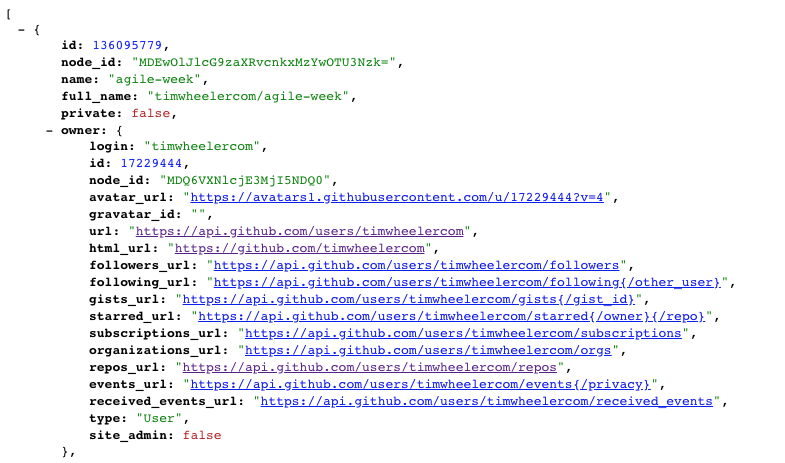 [
– {
id: 136095779,
node_id: "MDEwOlJlcG9zaXRvcnkxMzYwOTU3Nzk=",
name: "agile-week",
full_name: "timwheelercom/agile-week",
private: false,
– owner: {
login: "timwheelercom",
id: 17229444,
node_id: "MDQ6VXNlcjE3MjI5NDQ0",
avatar_url: "https://avatars1.githubusercontent.com/u/17229444?v=4",
gravatar_id: "",
url: "https://api.github.com/users/timwheelercom",
html_url: "https://github.com/timwheelercom",
followers_url: "https://api.github.com/users/timwheelercom/followers",
following_url: "https://api.github.com/users/timwheelercom/following{/other_user}",
gists_url: "https://api.github.com/users/timwheelercom/gists{/gist_id}",
starred_url: "https://api.github.com/users/timwheelercom/starred{/owner}{/repo}",
subscriptions_url: "https://api.github.com/users/timwheelercom/subscriptions",
organizations_url: "https://api.github.com/users/timwheelercom/orgs",
repos_url: "https://api.github.com/users/timwheelercom/repos",
events_url: "https://api.github.com/users/timwheelercom/events{/privacy}",
received_events_url: "https://api.github.com/users/timwheelercom/received_events",
type: "User",
site_admin: false
},